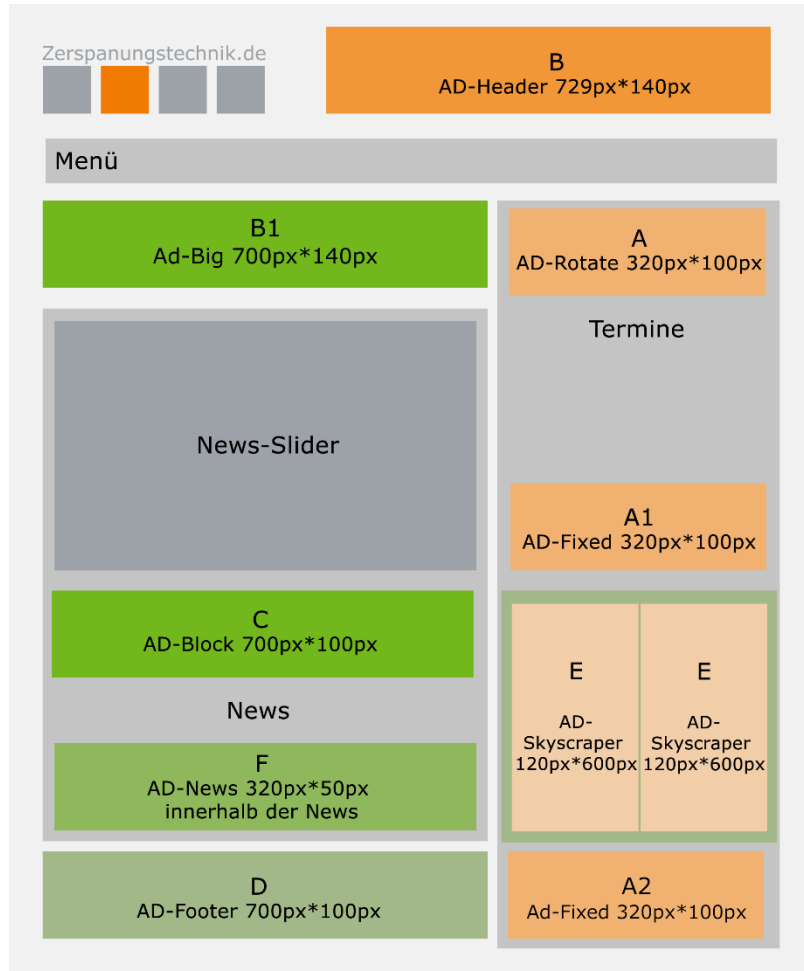 Zerspanungstechnik.de
B
AD-Header 729px*140px
Menü
B1
Ad-Big 700px*140px
A
AD-Rotate 320px*100px
Termine
News-Slider
A1
AD-Fixed 320px*100px
C
AD-Block 700px*100px
News
F
AD-News 320px*50px
innerhalb der News
E
AD-
Skyscraper
120px*600px
E
AD-
Skyscraper
120px*600px
D
AD-Footer 700px*100px
A2
Ad-Fixed 320px*100px